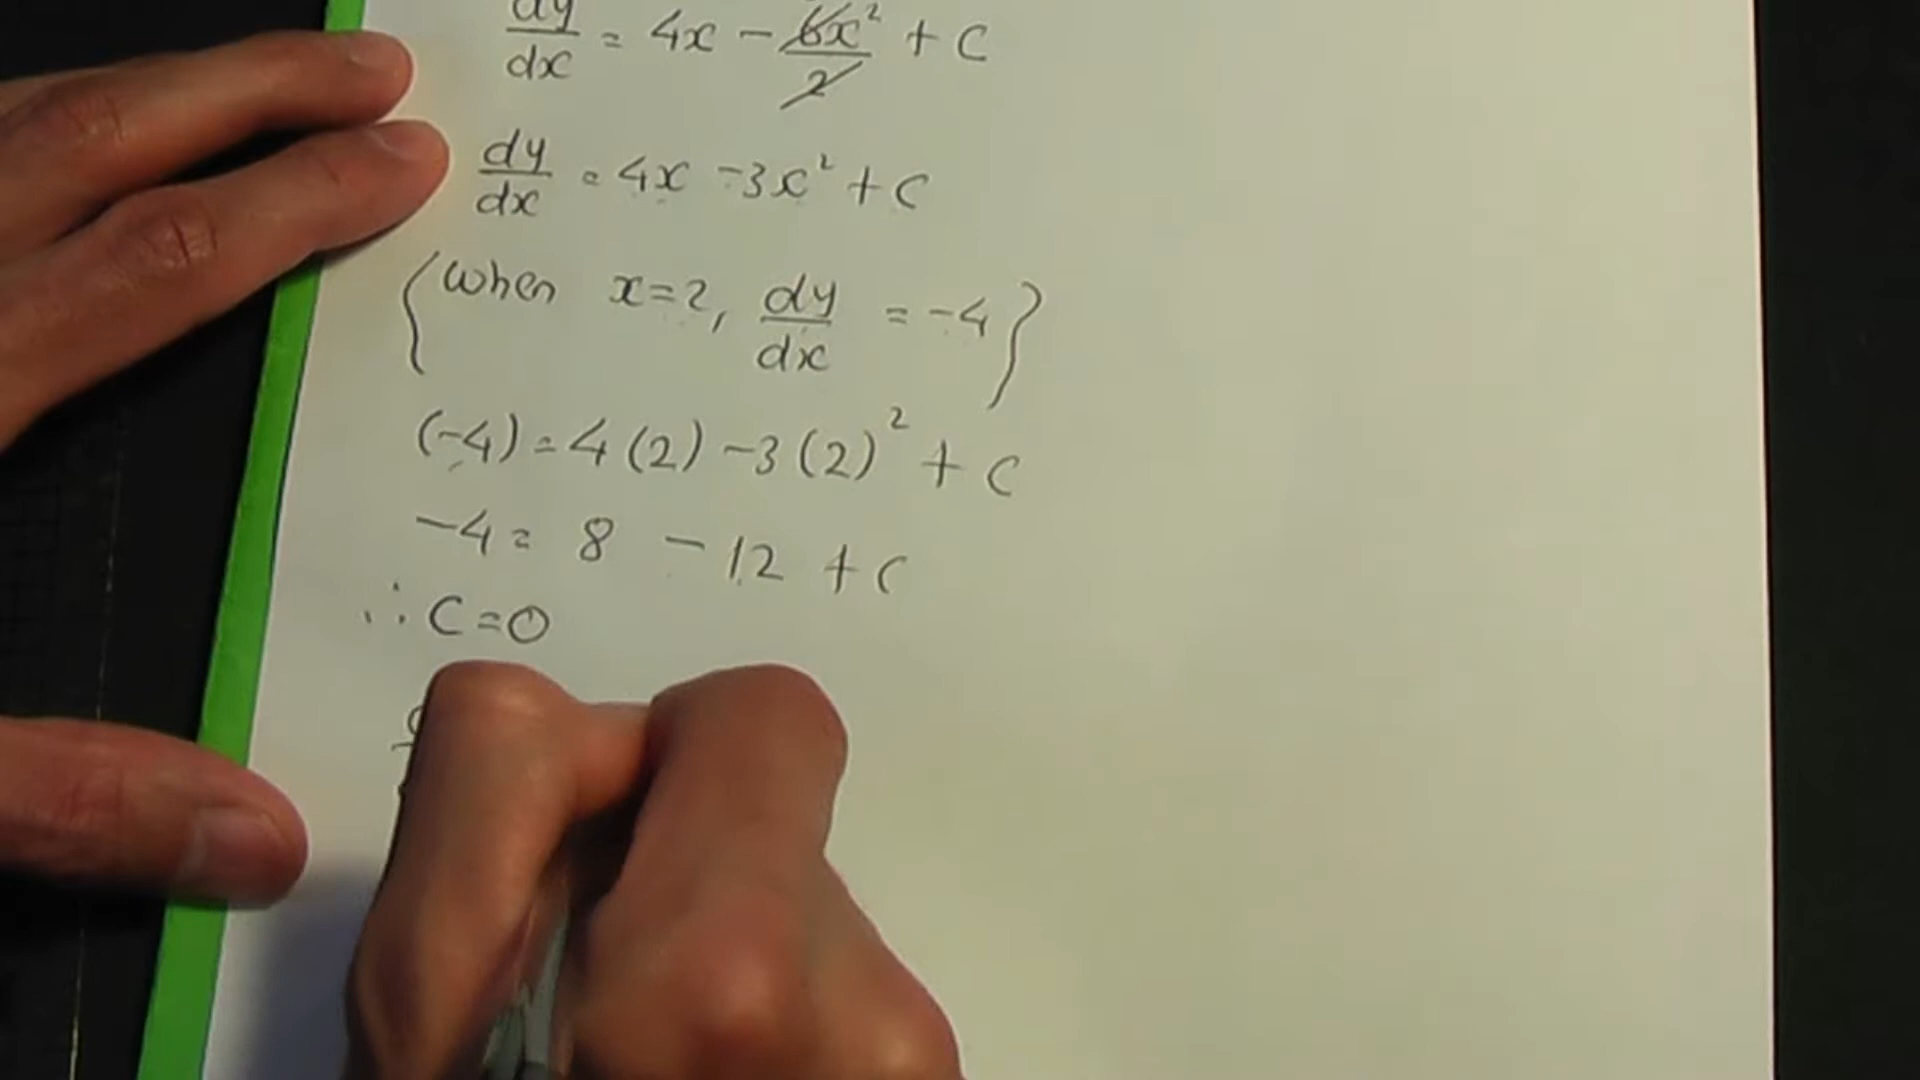 dy/dx = 4x - 6x²/2 + C
dy/dx = 4x -3x² + C
{when x=2, dy/dx = -4}
(-4) = 4(2) -3(2)² + C
-4 = 8 - 12 + C
∴ C=0